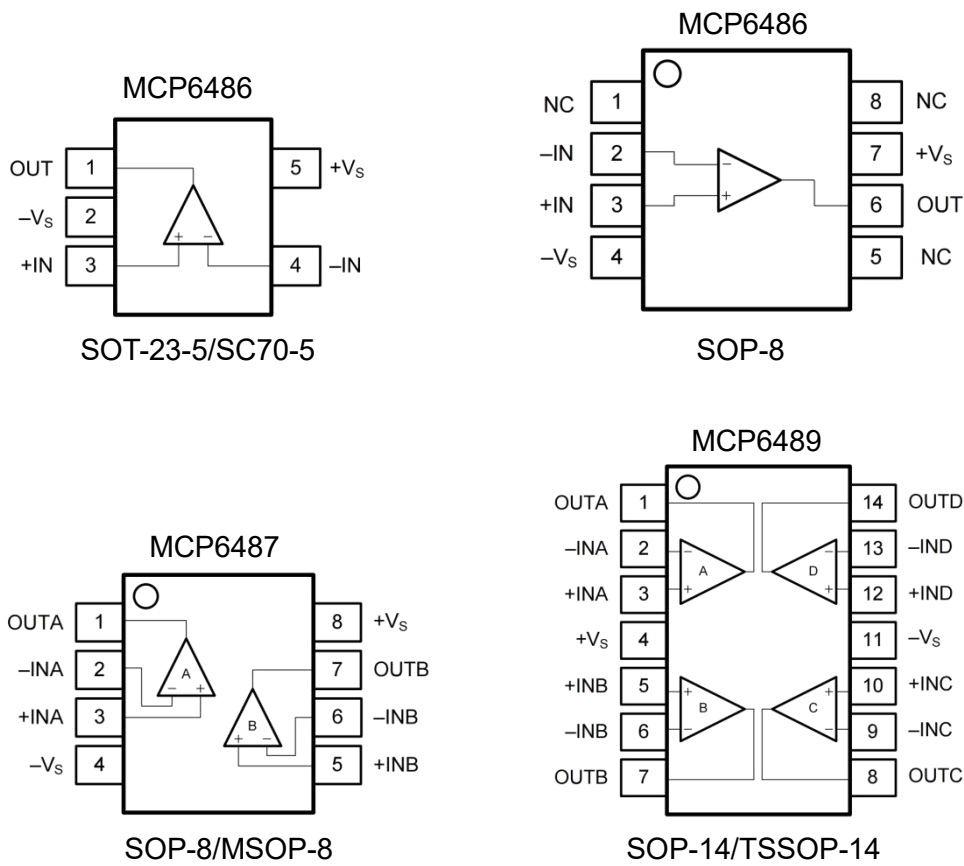 MCP6486
OUT 1
5 +VS
–VS 2
+IN 3
4 –IN
+ −
SOT-23-5/SC70-5
MCP6486
NC 1
8 NC
–IN 2
7 +VS
+IN 3
6 OUT
–VS 4
5 NC
−
+
SOP-8
MCP6487
OUTA 1
8 +VS
–INA 2
7 OUTB
+INA 3
6 –INB
–VS 4
5 +INB
A
− +
B
+ −
SOP-8/MSOP-8
MCP6489
OUTA 1
14 OUTD
–INA 2
13 –IND
+INA 3
12 +IND
+VS 4
11 –VS
+INB 5
10 +INC
–INB 6
9 –INC
OUTB 7
8 OUTC
− −
A D
+ +
+ +
B C
− −
SOP-14/TSSOP-14